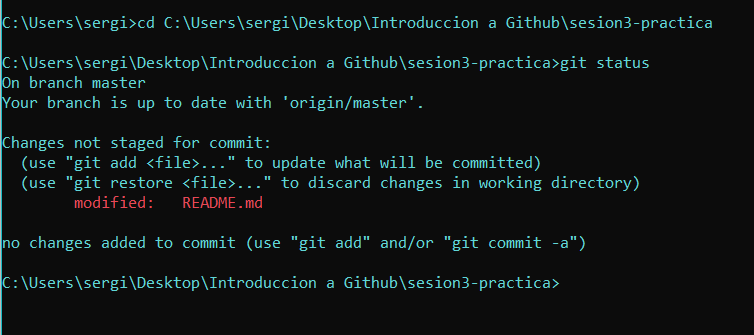 C:\Users\sergi>cd C:\Users\sergi\Desktop\Introduccion a Github\sesion3-practica
C:\Users\sergi\Desktop\Introduccion a Github\sesion3-practica>git status
On branch master
Your branch is up to date with 'origin/master'.
Changes not staged for commit:
  (use "git add <file>..." to update what will be committed)
  (use "git restore <file>..." to discard changes in working directory)
        modified:   README.md
no changes added to commit (use "git add" and/or "git commit -a")
C:\Users\sergi\Desktop\Introduccion a Github\sesion3-practica>